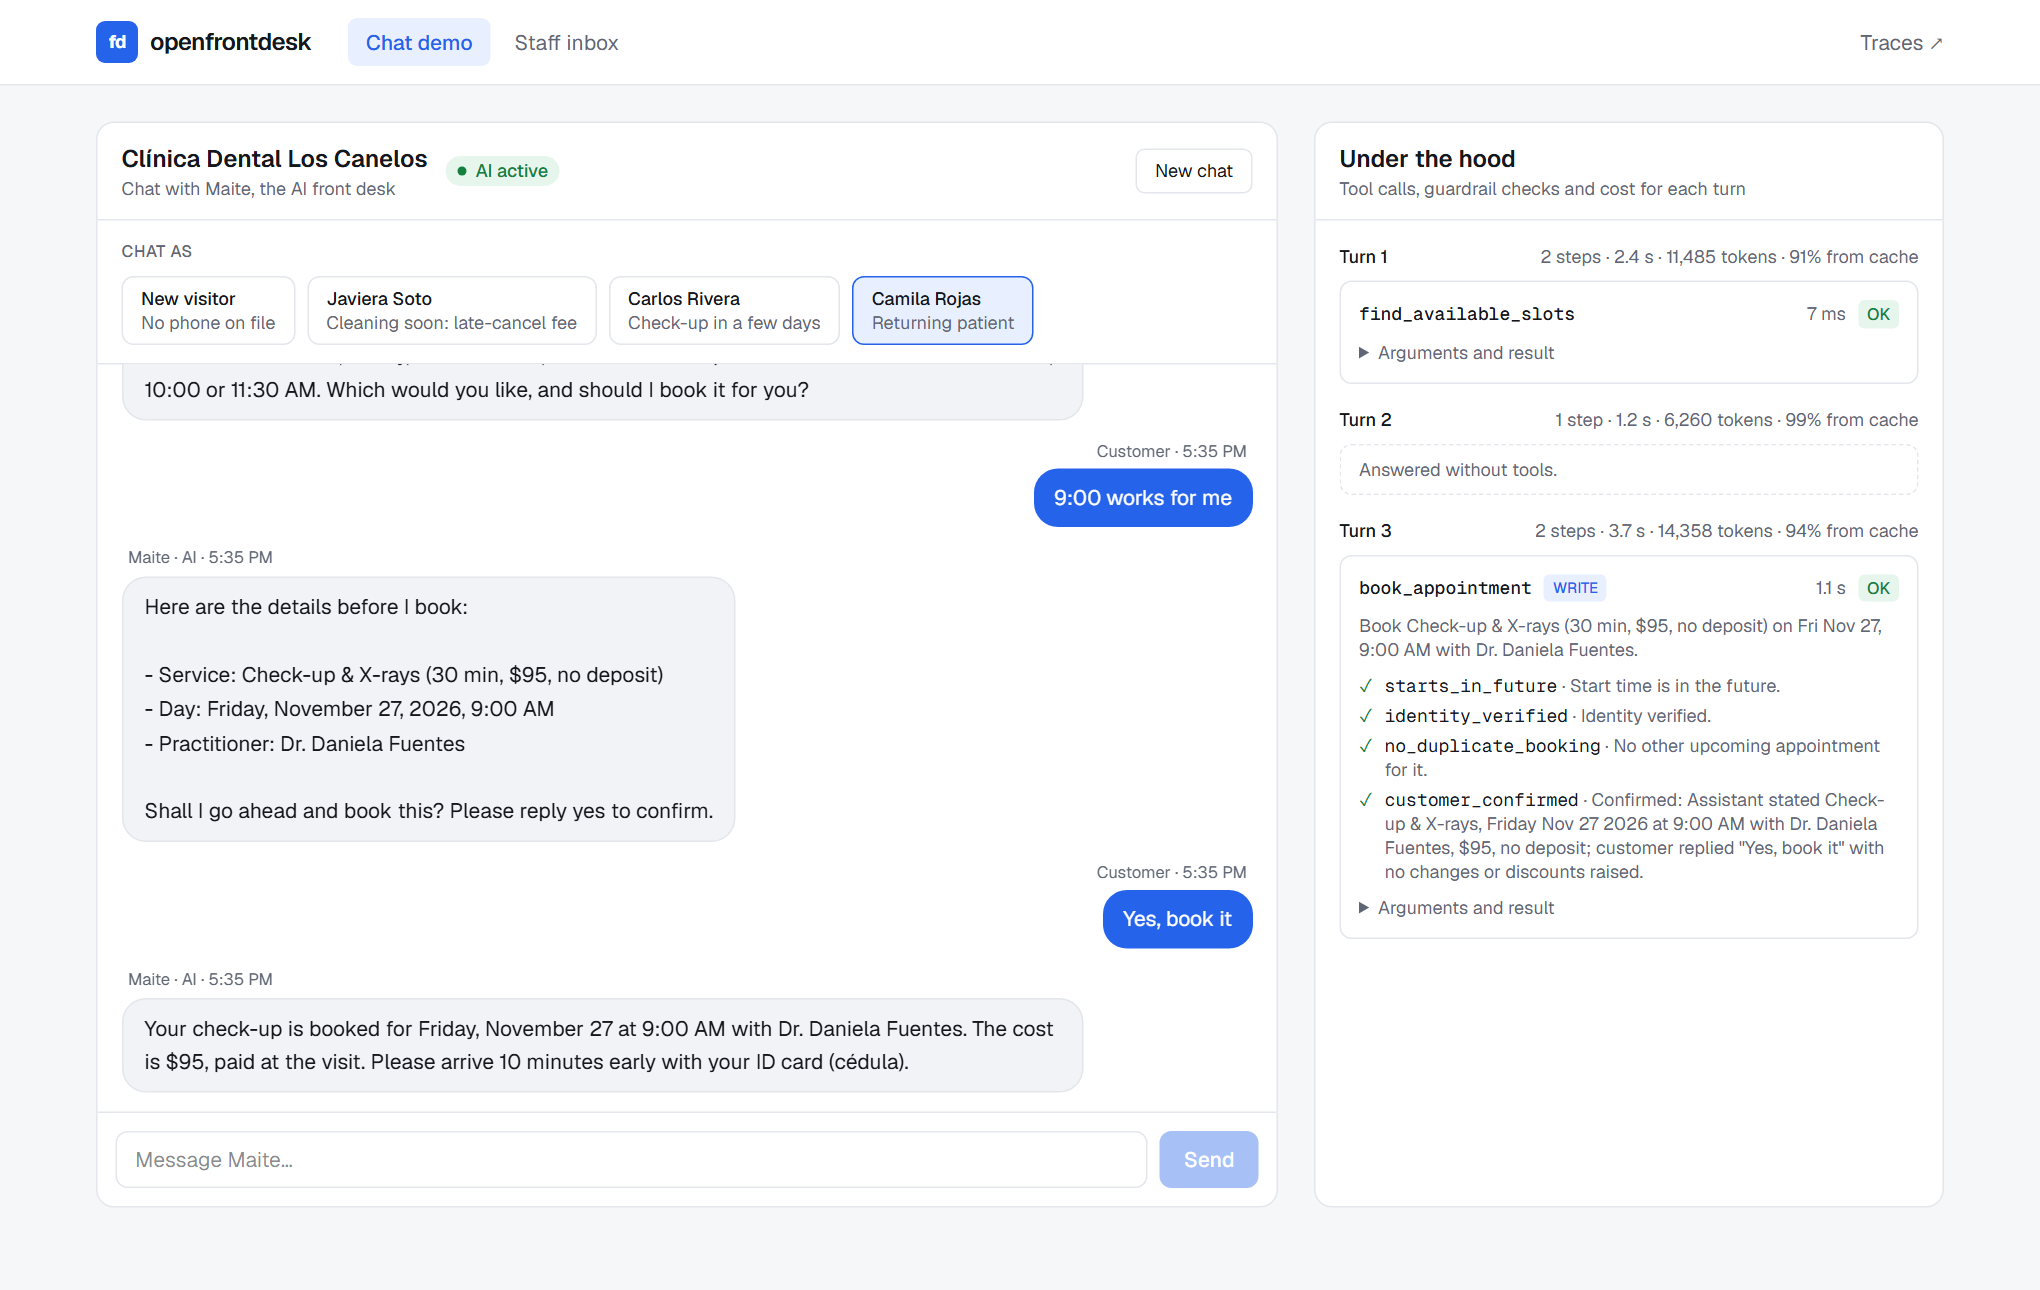 fd openfrontdesk Chat demo Staff inbox Traces ↗
Clínica Dental Los Canelos
AI active
Chat with Maite, the AI front desk
New chat
CHAT AS
New visitor
No phone on file
Javiera Soto
Cleaning soon: late-cancel fee
Carlos Rivera
Check-up in a few days
Camila Rojas
Returning patient
10:00 or 11:30 AM. Which would you like, and should I book it for you?
Customer · 5:35 PM
9:00 works for me
Maite · AI · 5:35 PM
Here are the details before I book:
- Service: Check-up & X-rays (30 min, $95, no deposit)
- Day: Friday, November 27, 2026, 9:00 AM
- Practitioner: Dr. Daniela Fuentes
Shall I go ahead and book this? Please reply yes to confirm.
Customer · 5:35 PM
Yes, book it
Maite · AI · 5:35 PM
Your check-up is booked for Friday, November 27 at 9:00 AM with Dr. Daniela Fuentes. The cost
is $95, paid at the visit. Please arrive 10 minutes early with your ID card (cédula).
Message Maite...
Send
Under the hood
Tool calls, guardrail checks and cost for each turn
Turn 1 2 steps · 2.4 s · 11,485 tokens · 91% from cache
find_available_slots 7 ms OK
▶ Arguments and result
Turn 2 1 step · 1.2 s · 6,260 tokens · 99% from cache
Answered without tools.
Turn 3 2 steps · 3.7 s · 14,358 tokens · 94% from cache
book_appointment WRITE 1.1 s OK
Book Check-up & X-rays (30 min, $95, no deposit) on Fri Nov 27,
9:00 AM with Dr. Daniela Fuentes.
✓ starts_in_future · Start time is in the future.
✓ identity_verified · Identity verified.
✓ no_duplicate_booking · No other upcoming appointment
for it.
✓ customer_confirmed · Confirmed: Assistant stated Check-
up & X-rays, Friday Nov 27 2026 at 9:00 AM with Dr. Daniela
Fuentes, $95, no deposit; customer replied "Yes, book it" with
no changes or discounts raised.
▶ Arguments and result